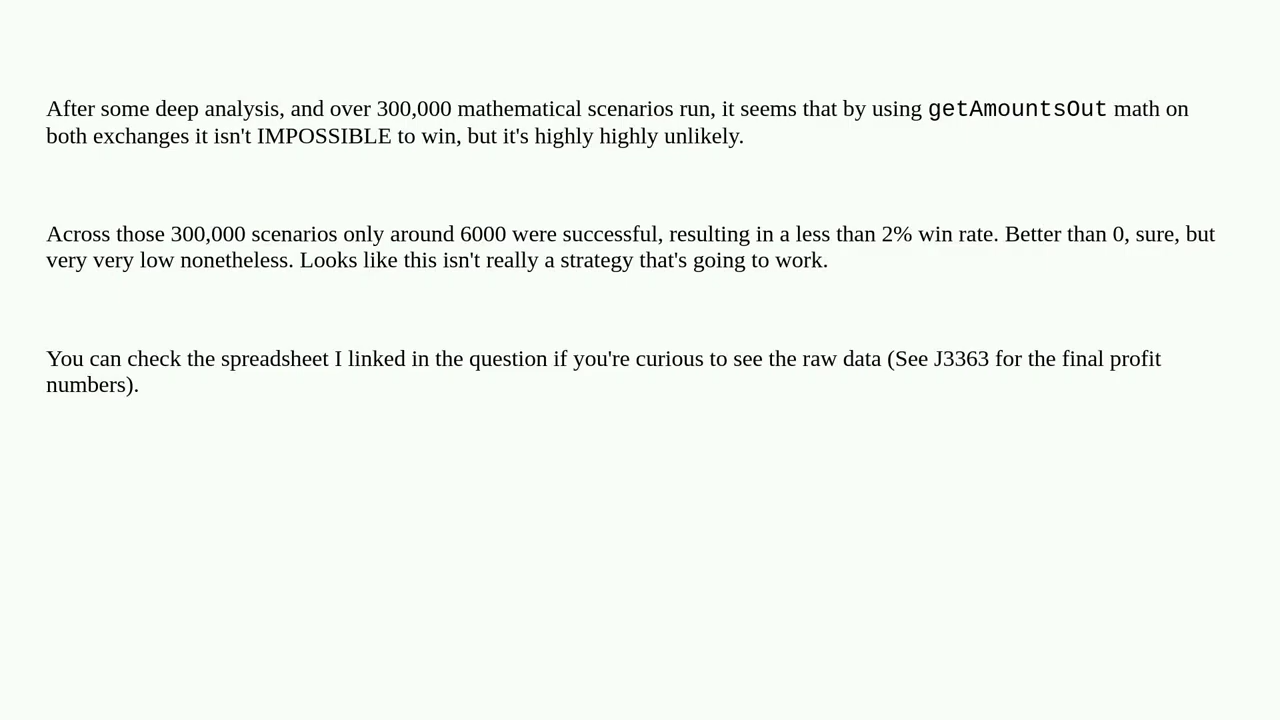 After some deep analysis, and over 300,000 mathematical scenarios run, it seems that by using getAmountsOut math on
both exchanges it isn't IMPOSSIBLE to win, but it's highly highly unlikely.
Across those 300,000 scenarios only around 6000 were successful, resulting in a less than 2% win rate. Better than 0, sure, but
very very low nonetheless. Looks like this isn't really a strategy that's going to work.
You can check the spreadsheet I linked in the question if you're curious to see the raw data (See J3363 for the final profit
numbers).